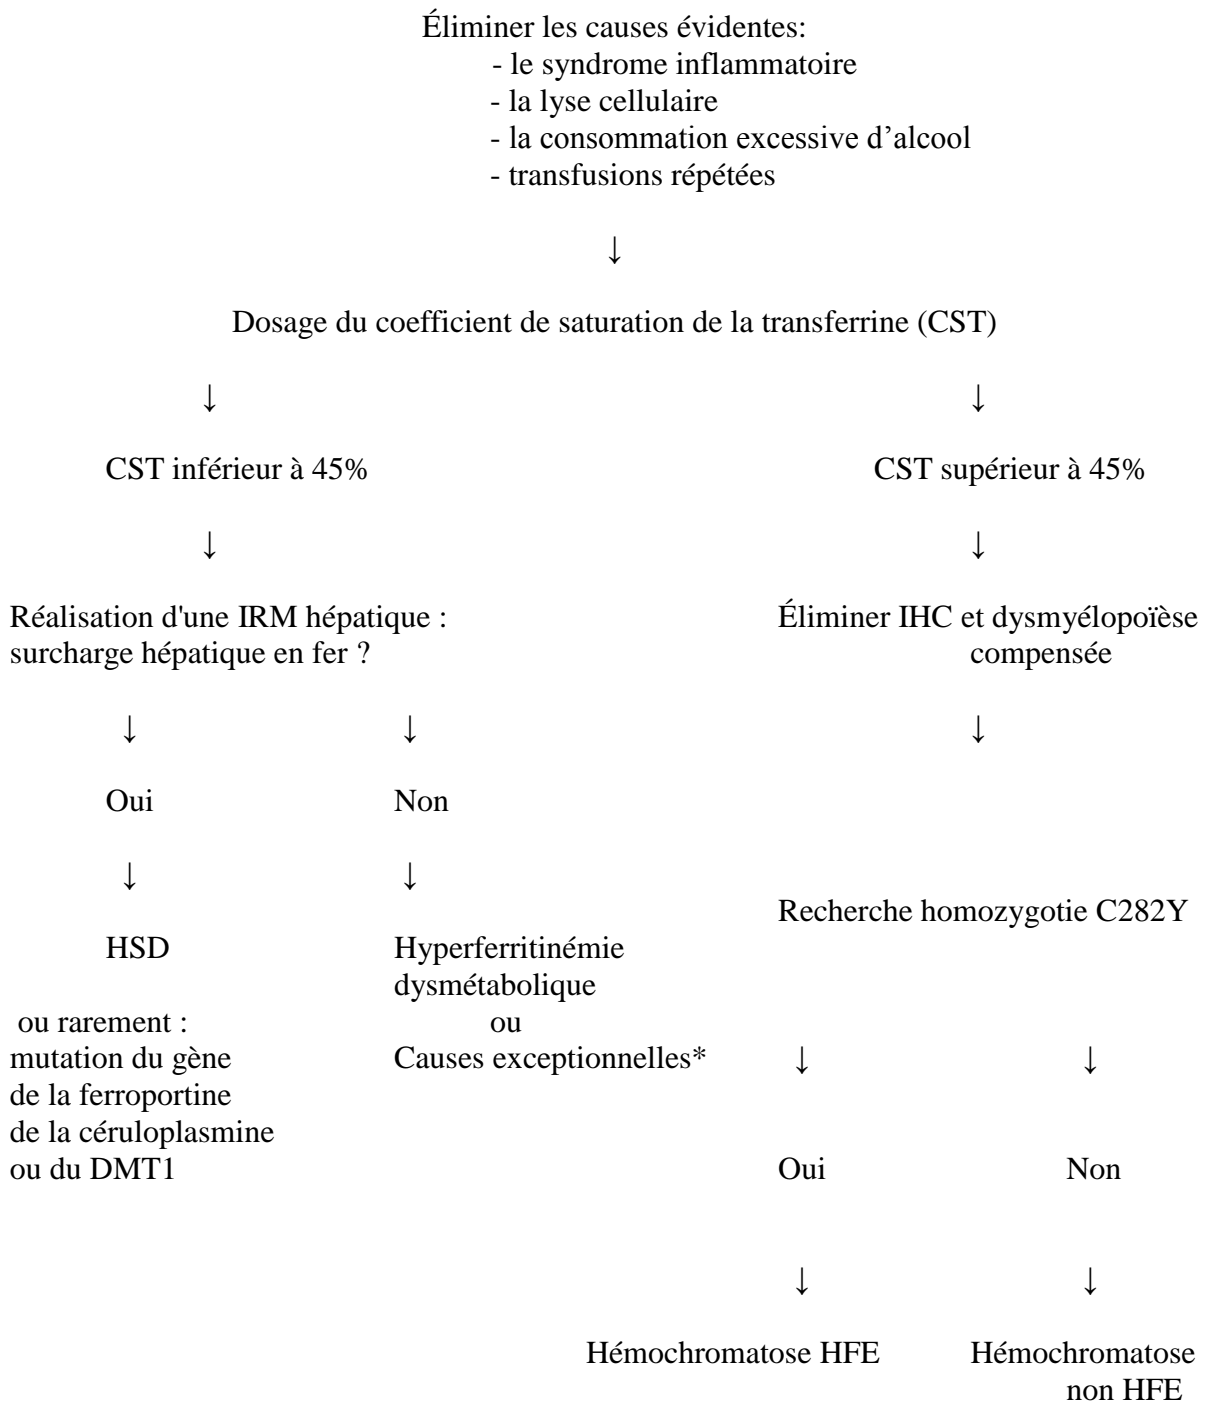 Éliminer les causes évidentes:
- le syndrome inflammatoire
- la lyse cellulaire
- la consommation excessive d’alcool
- transfusions répétées
↓
Dosage du coefficient de saturation de la transferrine (CST)
↓ ↓
CST inférieur à 45% CST supérieur à 45%
↓ ↓
Réalisation d'une IRM hépatique : Éliminer IHC et dysmyélopoïèse
surcharge hépatique en fer ? compensée
↓ ↓ ↓
Oui Non
↓ ↓
Recherche homozygotie C282Y
HSD Hyperferritinémie
dysmétabolique
ou rarement : ou
mutation du gène Causes exceptionnelles* ↓ ↓
de la ferroportine
de la céruloplasmine
ou du DMT1 Oui Non
↓ ↓
Hémochromatose HFE Hémochromatose
non HFE